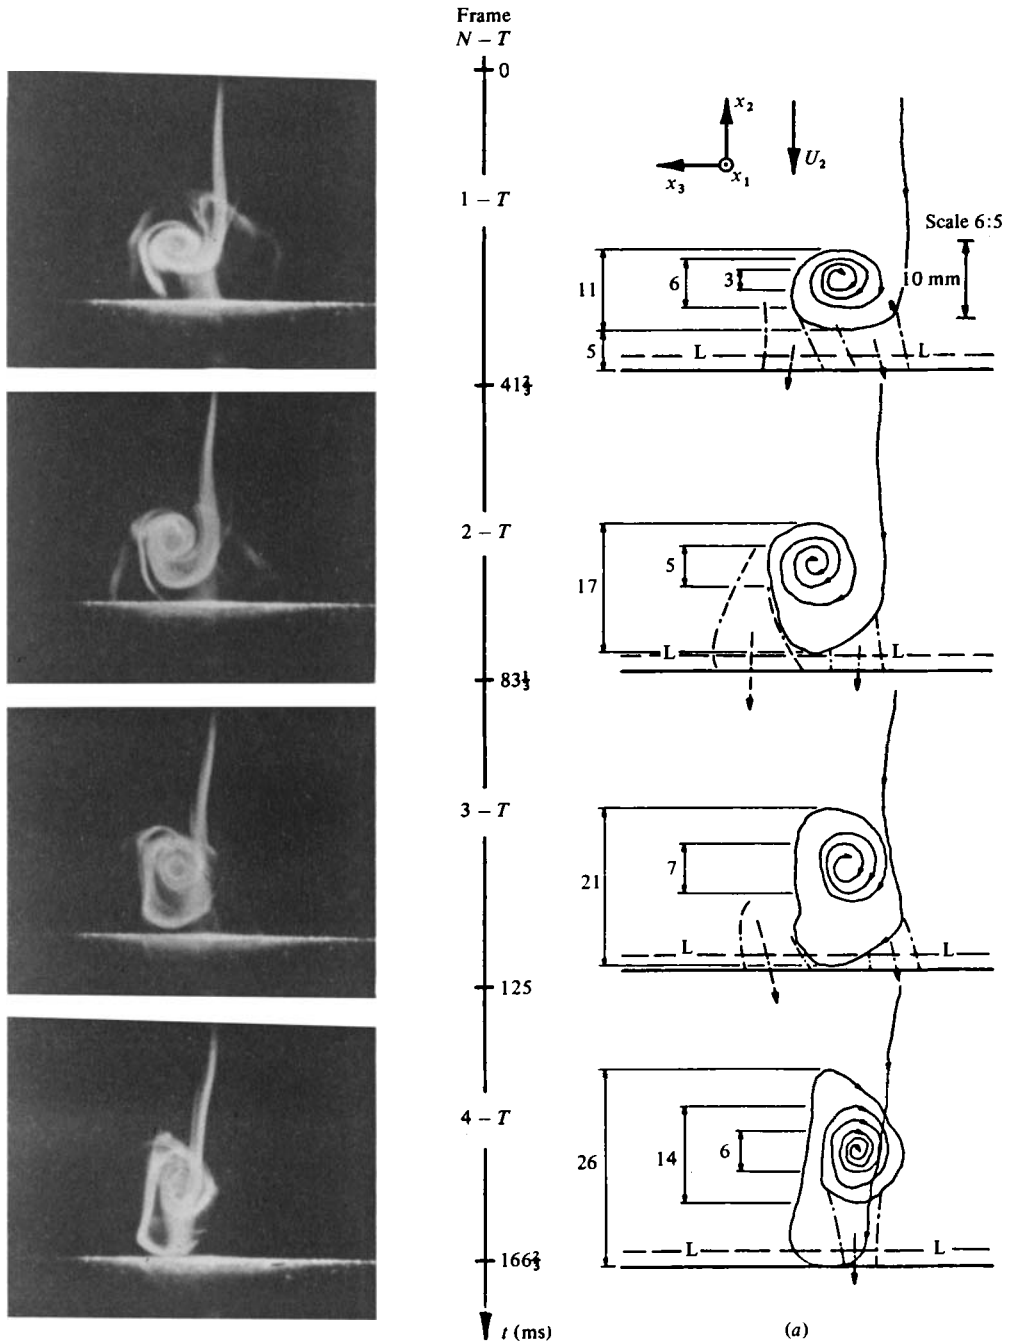 Frame
N – T
0
1 – T
41⅔
2 – T
83⅓
3 – T
125
4 – T
166⅔
t (ms)
x₂
U₂
x₃
x₁
Scale 6:5
10 mm
11
6
3
5
L
L
17
5
L
L
21
7
L
L
26
14
6
L
L
(a)